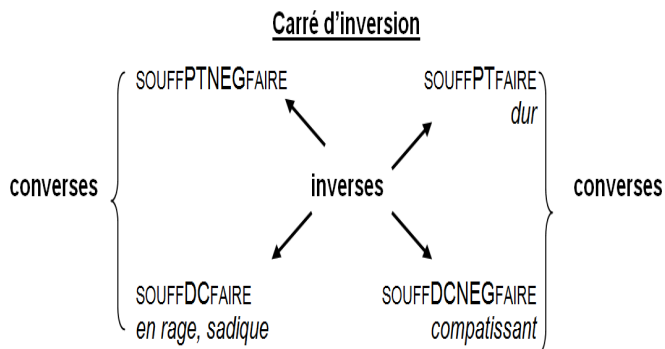 Carré d'inversion
SOUFFPTNEGFAIRE SOUFFPTFAIRE
dur
converses inverses converses
SOUFFDCFAIRE SOUFFDCNEGFAIRE
en rage, sadique compatissant